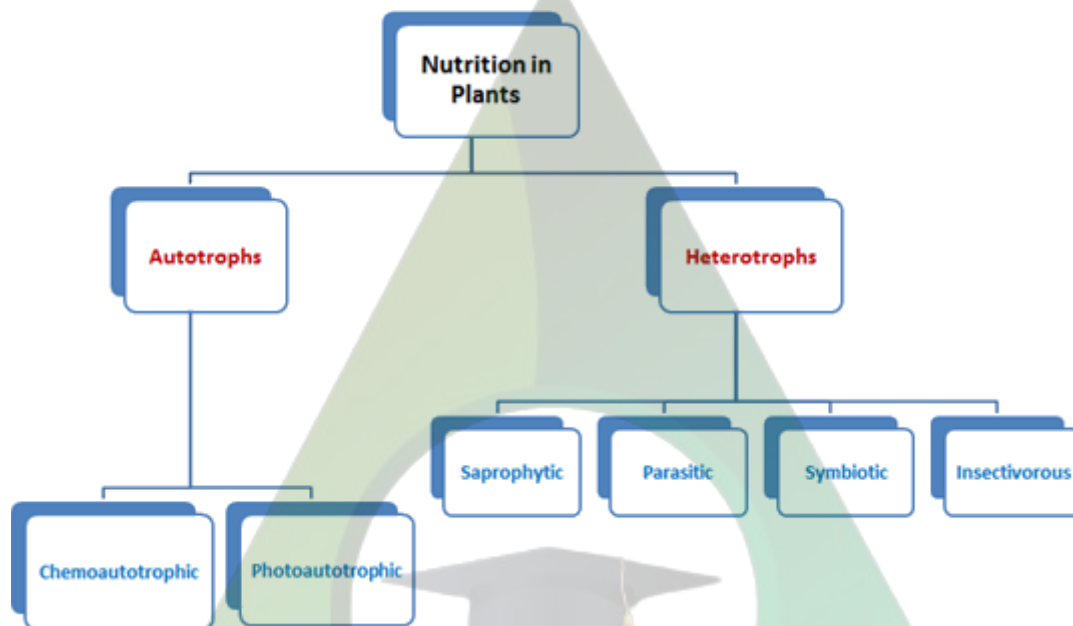 Nutrition in
Plants
Autotrophs
Heterotrophs
Saprophytic
Parasitic
Symbiotic
Insectivorous
Chemoautotrophic
Photoautotrophic